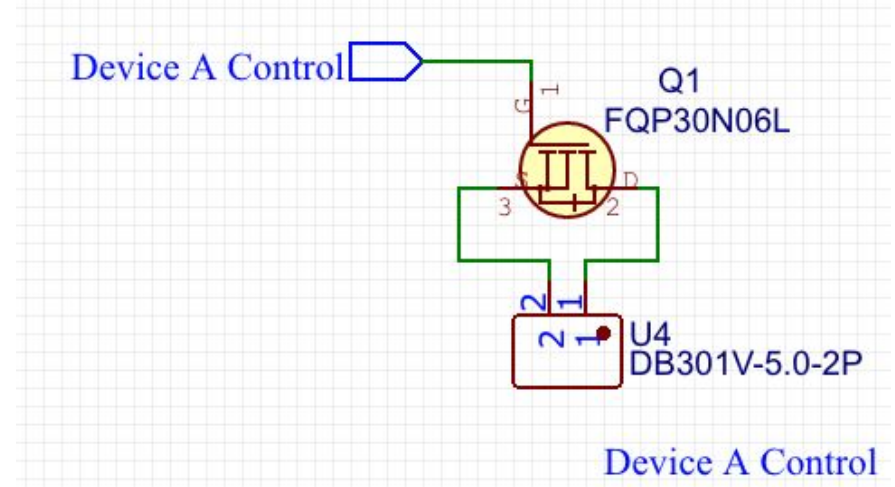 Device A Control
Q1
FQP30N06L
G 1
S D
3 2
2 1
2 1
U4
DB301V-5.0-2P
Device A Control